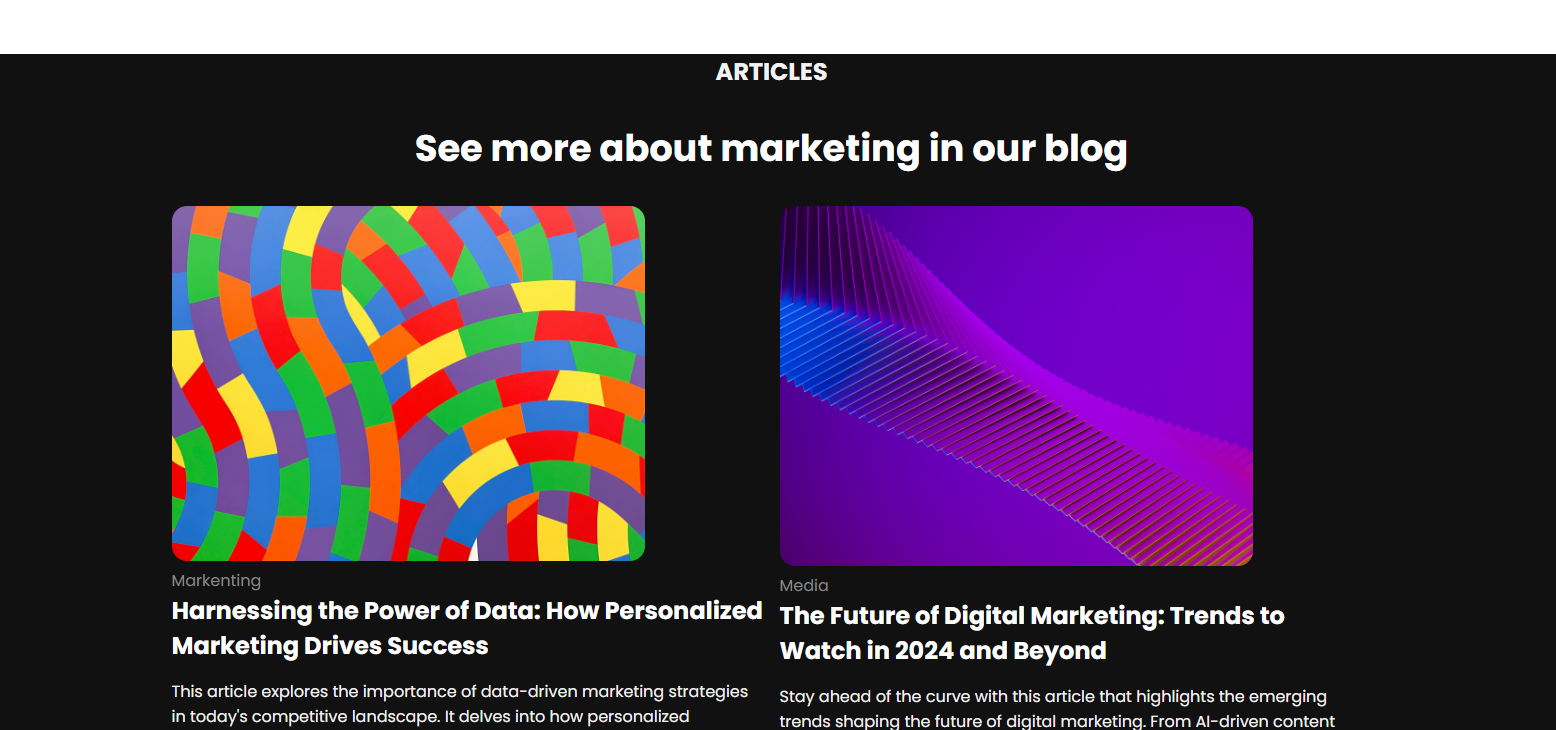 ARTICLES
See more about marketing in our blog
Markenting
Harnessing the Power of Data: How Personalized
Marketing Drives Success
This article explores the importance of data-driven marketing strategies
in today's competitive landscape. It delves into how personalized
Media
The Future of Digital Marketing: Trends to
Watch in 2024 and Beyond
Stay ahead of the curve with this article that highlights the emerging
trends shaping the future of digital marketing. From AI-driven content